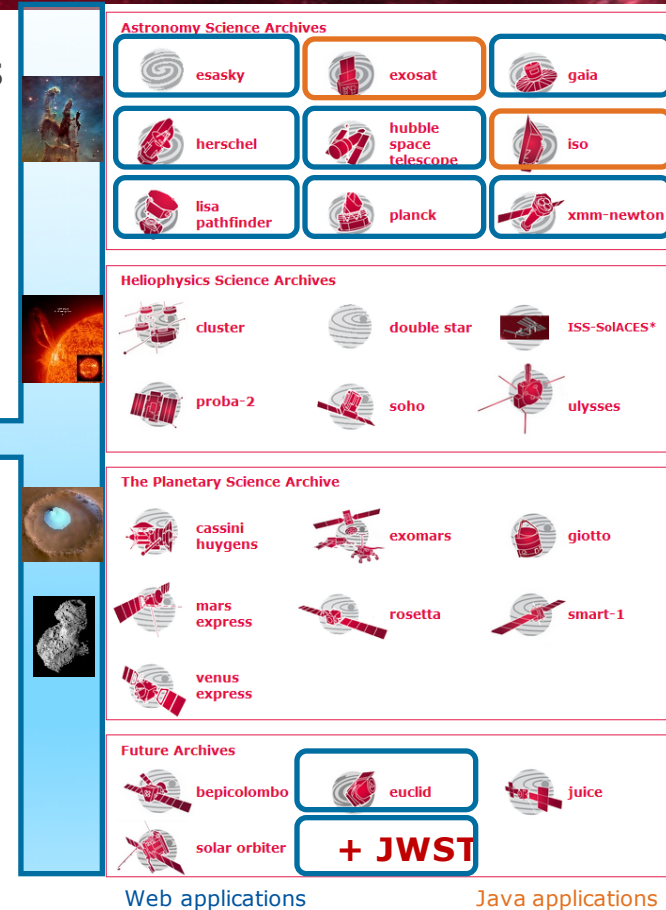 S
Astronomy Science Archives
esasky
exosat
gaia
herschel
hubble
space
telescope
iso
lisa
pathfinder
planck
xmm-newton
Heliophysics Science Archives
cluster
double star
ISS-SolACES*
proba-2
soho
ulysses
The Planetary Science Archive
cassini
huygens
exomars
giotto
mars
express
rosetta
smart-1
venus
express
Future Archives
bepicolombo
euclid
juice
solar orbiter
+ JWST
Web applications
Java applications